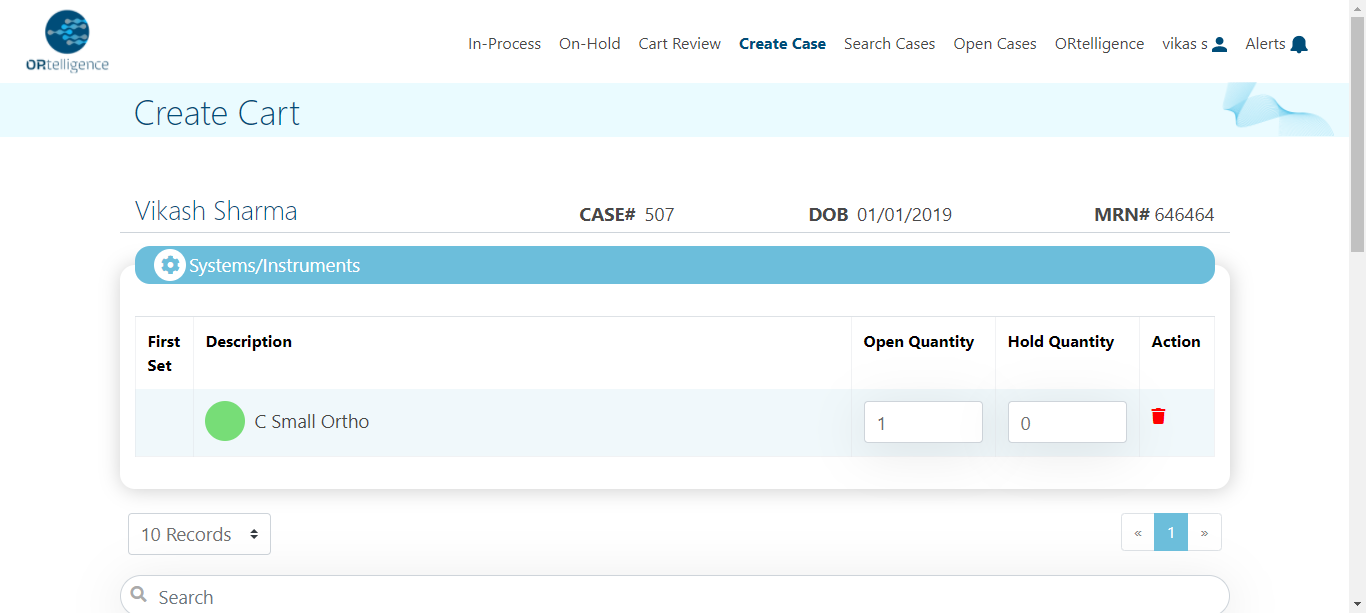 ORtelligence
In-Process On-Hold Cart Review Create Case Search Cases Open Cases ORtelligence vikas s Alerts
Create Cart
Vikash Sharma CASE# 507 DOB 01/01/2019 MRN# 646464
Systems/Instruments
First Set Description Open Quantity Hold Quantity Action
C Small Ortho 1 0
10 Records « 1 »
Search